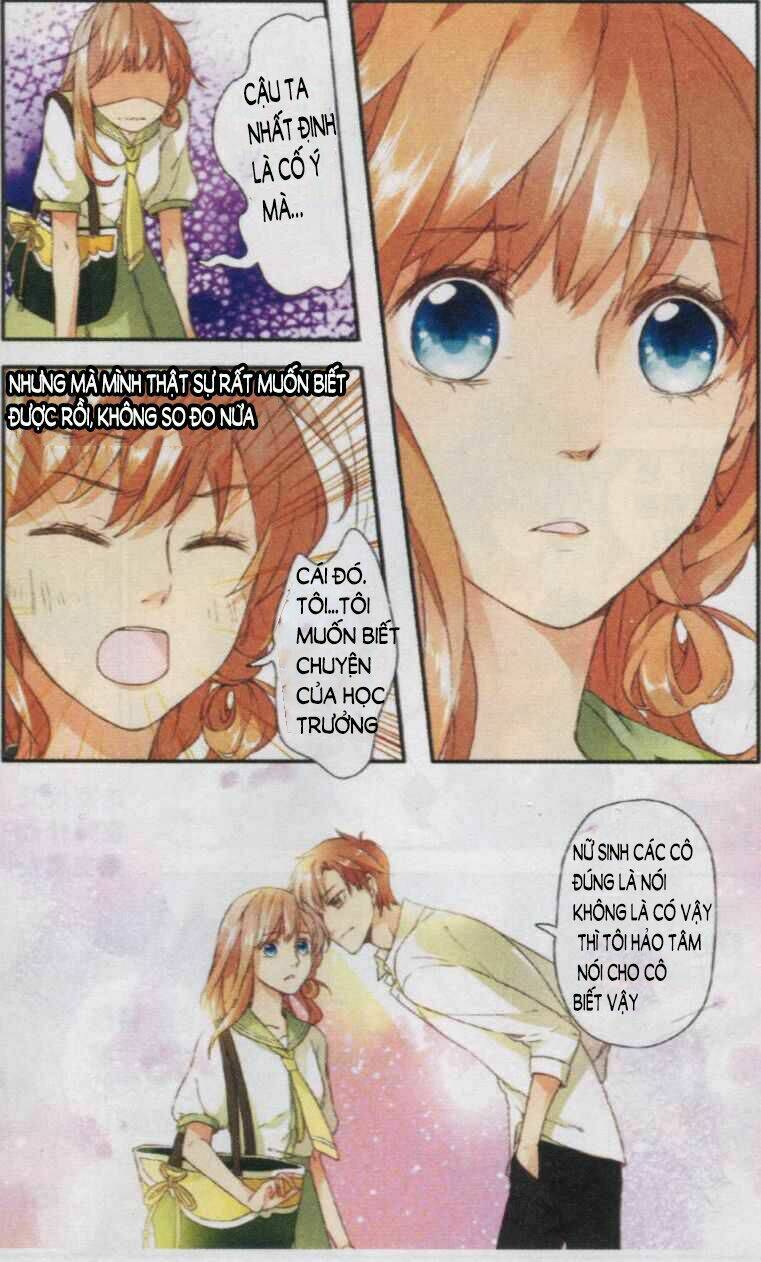 CẬU TA
NHẤT ĐỊNH
LÀ CỐ Ý
MÀ...
NHƯNG MÀ MÌNH THẬT SỰ RẤT MUỐN BIẾT
ĐƯỢC RỒI, KHÔNG SO ĐO NỮA
CÁI ĐÓ.
TÔI...TÔI
MUỐN BIẾT
CHUYỆN
CỦA HỌC
TRƯỞNG
NỮ SINH CÁC CÔ
ĐÚNG LÀ NÓI
KHÔNG LÀ CÓ VẬY
THÌ TÔI HẢO TÂM
NÓI CHO CÔ
BIẾT VẬY